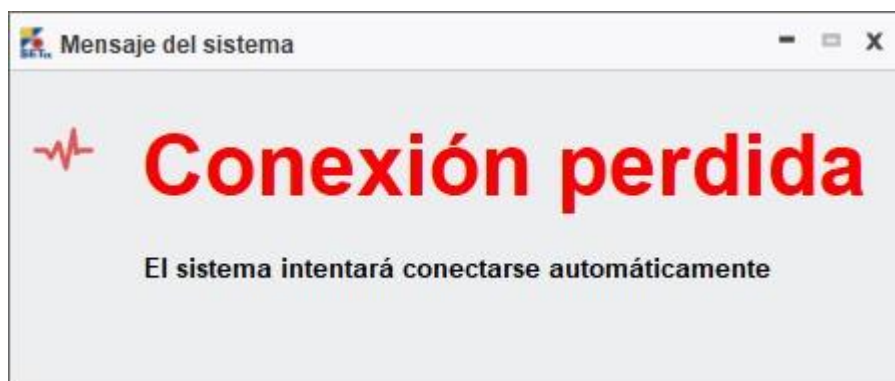 Mensaje del sistema
Conexión perdida
El sistema intentará conectarse automáticamente